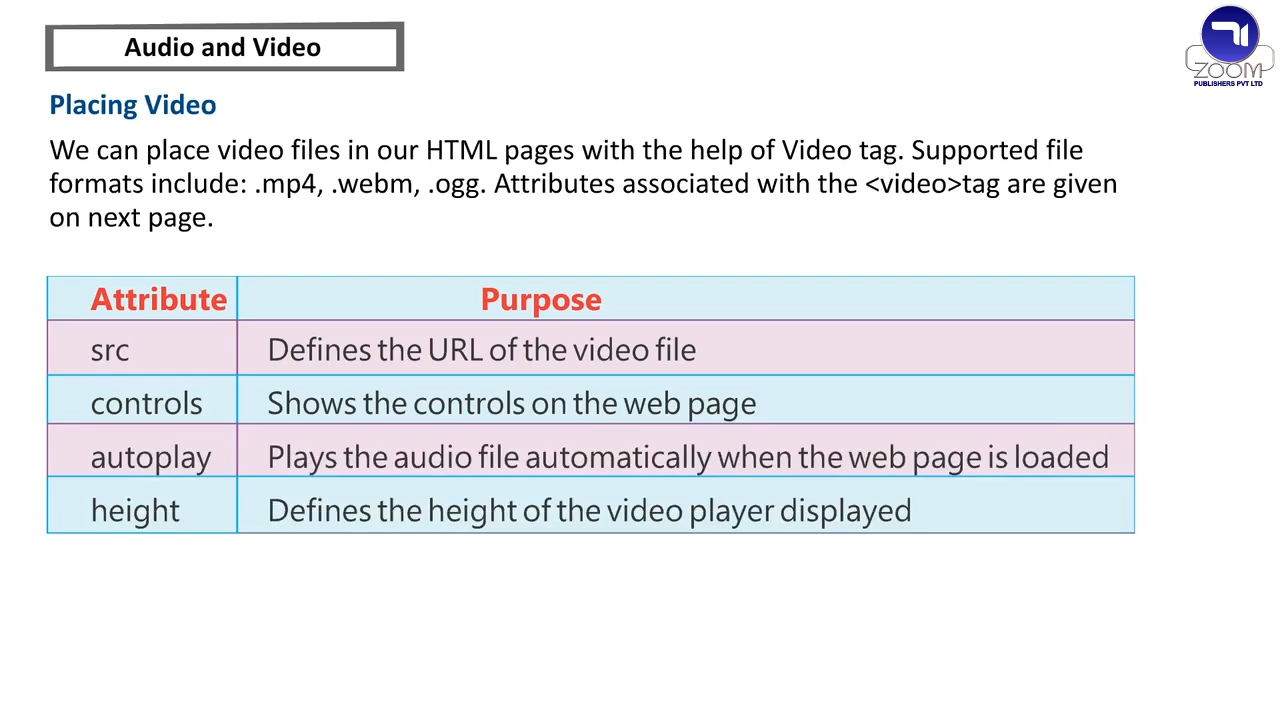 Audio and Video
ZOOM
PUBLISHERS PVT LTD
Placing Video
We can place video files in our HTML pages with the help of Video tag. Supported file
formats include: .mp4, .webm, .ogg. Attributes associated with the <video>tag are given
on next page.
Attribute Purpose
src Defines the URL of the video file
controls Shows the controls on the web page
autoplay Plays the audio file automatically when the web page is loaded
height Defines the height of the video player displayed